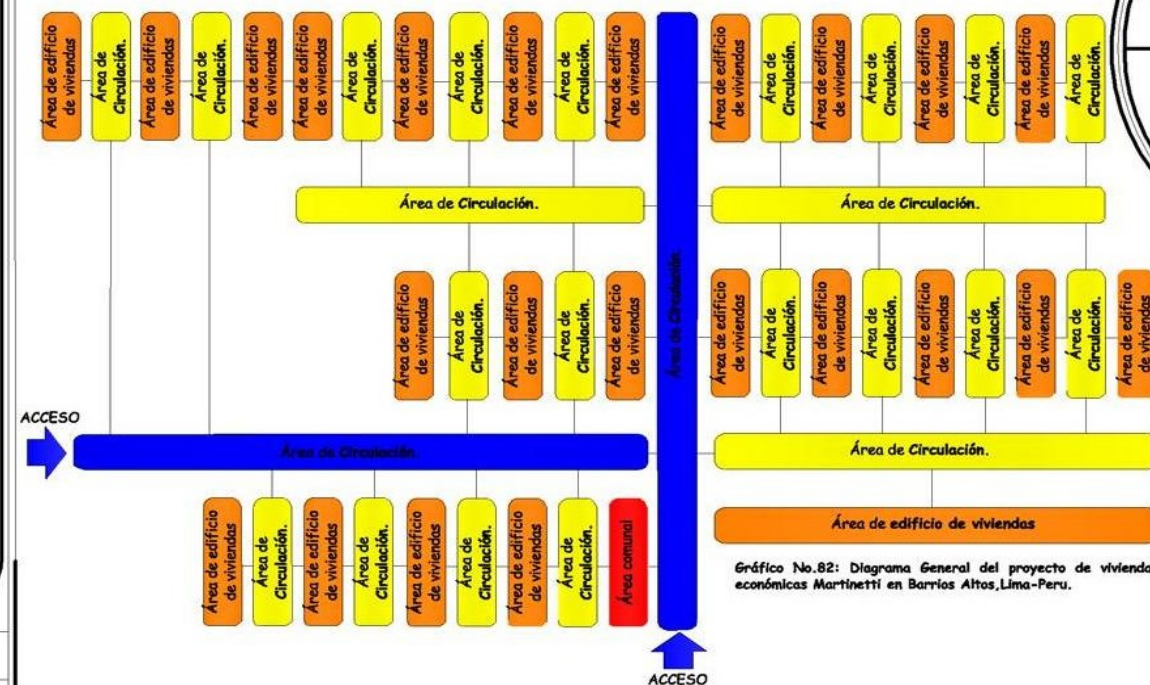 Área de edificio
de viviendas
Área de
Circulación.
Área de edificio
de viviendas
Área de
Circulación.
Área de edificio
de viviendas
Área de edificio
de viviendas
Área de
Circulación.
Área de edificio
de viviendas
Área de
Circulación.
Área de edificio
de viviendas
Área de
Circulación.
Área de edificio
de viviendas
Área de edificio
de viviendas
Área de
Circulación.
Área de edificio
de viviendas
Área de
Circulación.
Área de edificio
de viviendas
Área de
Circulación.
Área de edificio
de viviendas
Área de
Circulación.
Área de Circulación.
Área de Circulación.
Área de edificio
de viviendas
Área de
Circulación.
Área de edificio
de viviendas
Área de
Circulación.
Área de edificio
de viviendas
Área de Circulación.
Área de edificio
de viviendas
Área de
Circulación.
Área de edificio
de viviendas
Área de
Circulación.
Área de edificio
de viviendas
Área de
Circulación.
Área de edificio
de viviendas
Área de
Circulación.
Área de edificio
de viviendas
ACCESO
Área de Circulación.
Área de Circulación.
Área de edificio
de viviendas
Área de
Circulación.
Área de edificio
de viviendas
Área de
Circulación.
Área de edificio
de viviendas
Área de
Circulación.
Área de edificio
de viviendas
Área de
Circulación.
Área comunal
Área de edificio de viviendas
Gráfico No.82: Diagrama General del proyecto de vivienda
económicas Martinetti en Barrios Altos,Lima-Peru.
ACCESO